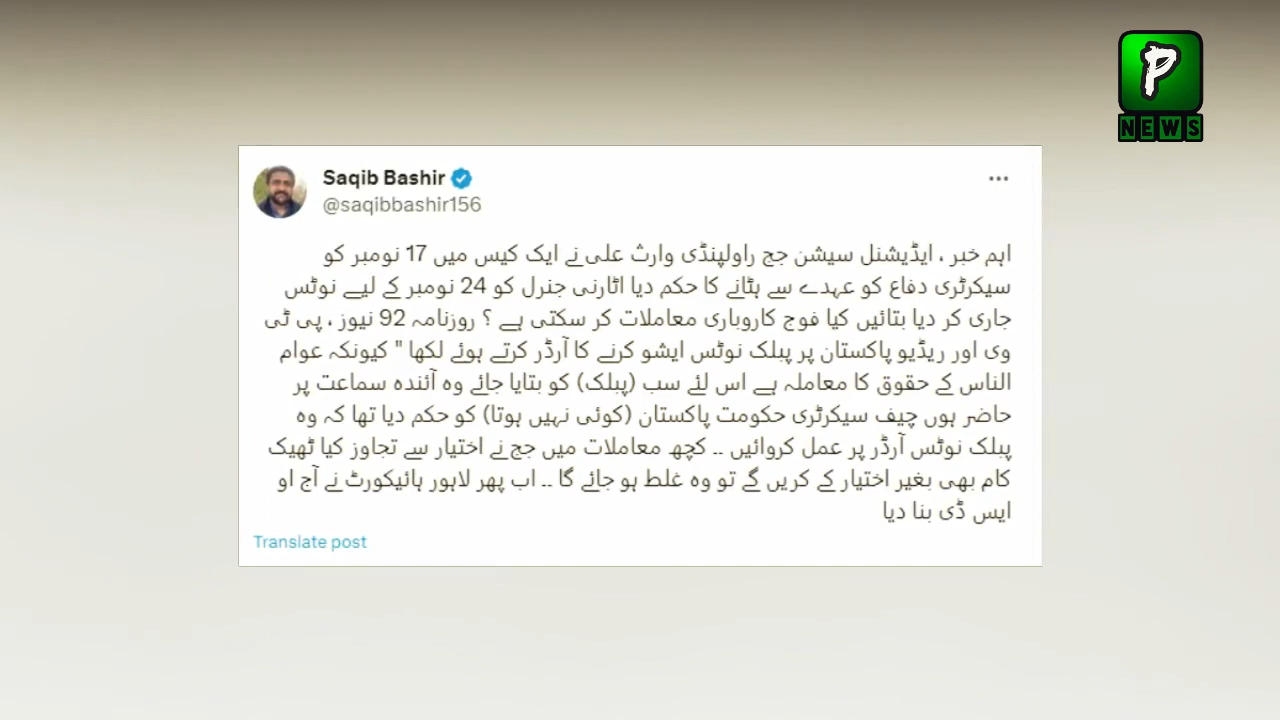 P
NEWS
Saqib Bashir
@saqibbashir156
اہم خبر ، ایڈیشنل سیشن جج راولپنڈی وارث علی نے ایک کیس میں 17 نومبر کو
سیکرٹری دفاع کو عہدے سے ہٹانے کا حکم دیا اٹارنی جنرل کو 24 نومبر کے لیے نوٹس
جاری کر دیا بتائیں کیا فوج کاروباری معاملات کر سکتی ہے ؟ روزنامہ 92 نیوز ، پی ٹی
وی اور ریڈیو پاکستان پر پبلک نوٹس ایشو کرنے کا آرڈر کرتے ہوئے لکھا " کیونکہ عوام
الناس کے حقوق کا معاملہ ہے اس لئے سب (پبلک) کو بتایا جائے وہ آئندہ سماعت پر
حاضر ہوں چیف سیکرٹری حکومت پاکستان (کوئی نہیں ہوتا) کو حکم دیا تھا کہ وہ
پبلک نوٹس آرڈر پر عمل کروائیں .. کچھ معاملات میں جج نے اختیار سے تجاوز کیا ٹھیک
کام بھی بغیر اختیار کے کریں گے تو وہ غلط ہو جائے گا .. اب پھر لاہور ہائیکورٹ نے آج او
ایس ڈی بنا دیا
Translate post